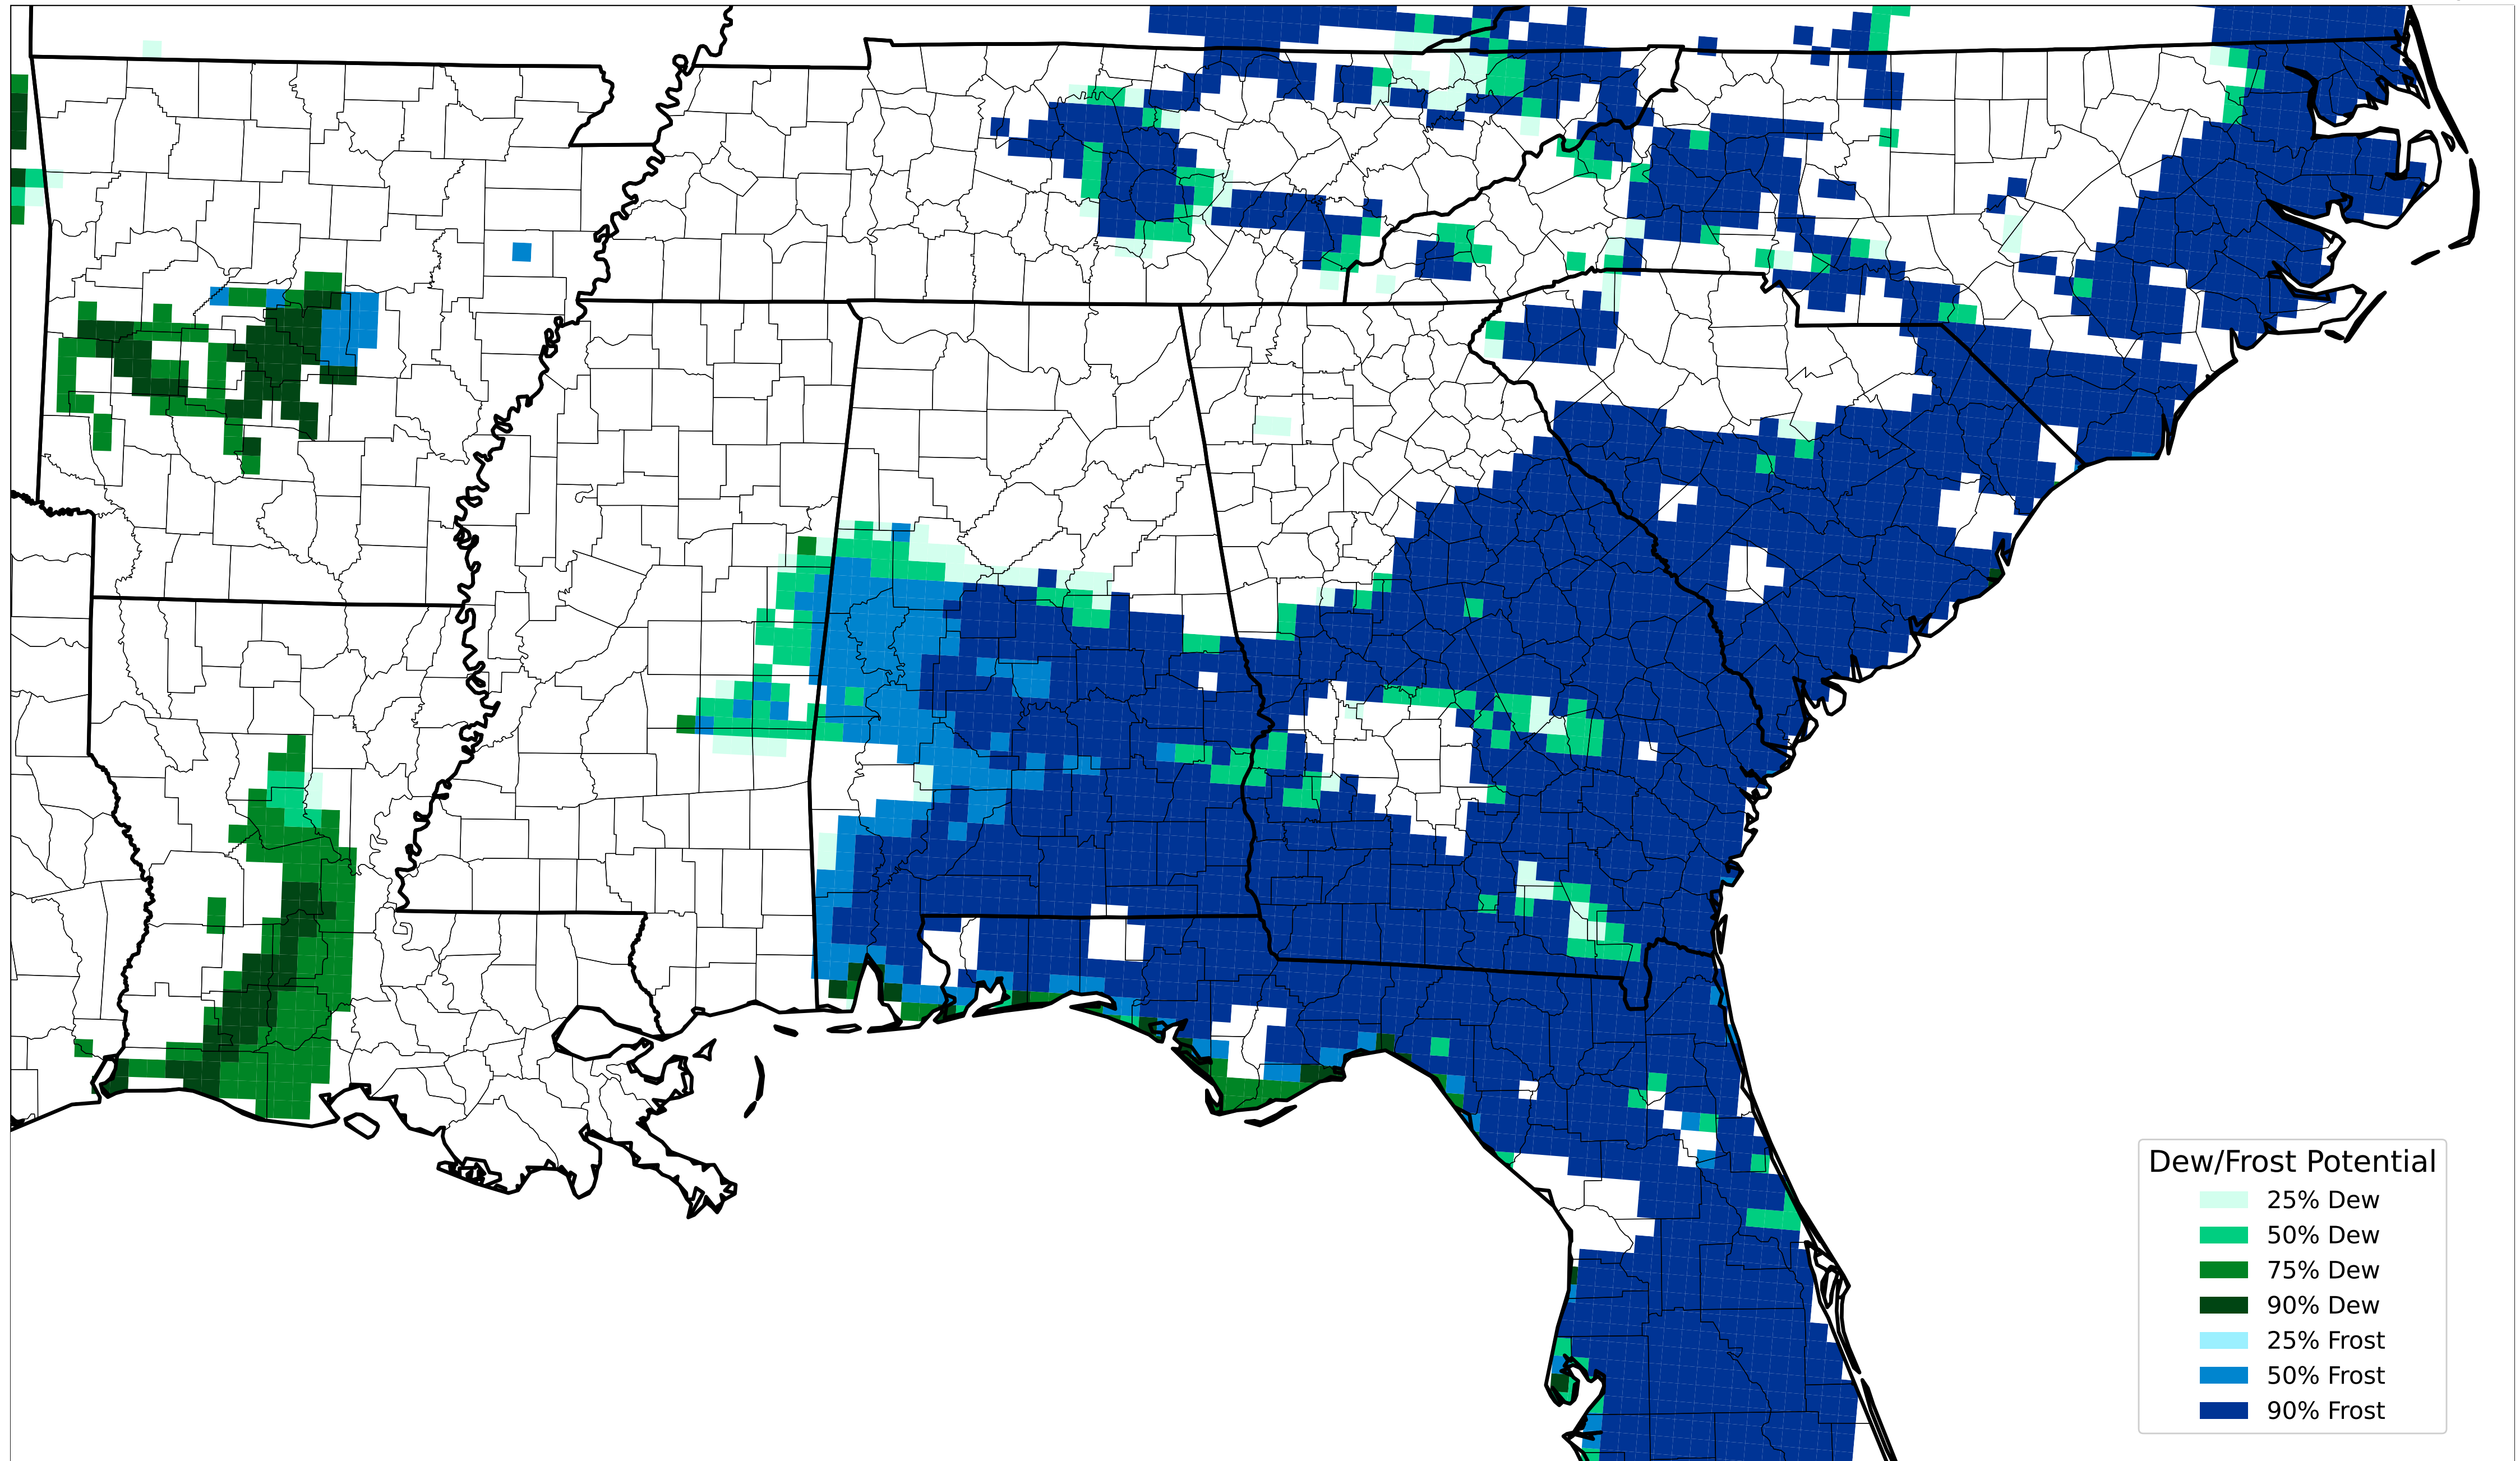 Dew/Frost Potential
25% Dew
50% Dew
75% Dew
90% Dew
25% Frost
50% Frost
90% Frost